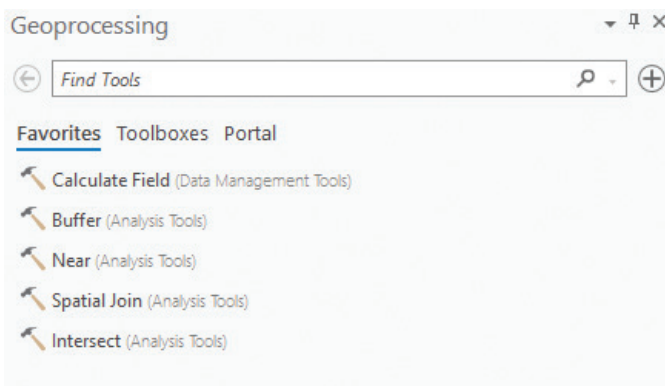 Geoprocessing
Find Tools
Favorites Toolboxes Portal
Calculate Field (Data Management Tools)
Buffer (Analysis Tools)
Near (Analysis Tools)
Spatial Join (Analysis Tools)
Intersect (Analysis Tools)